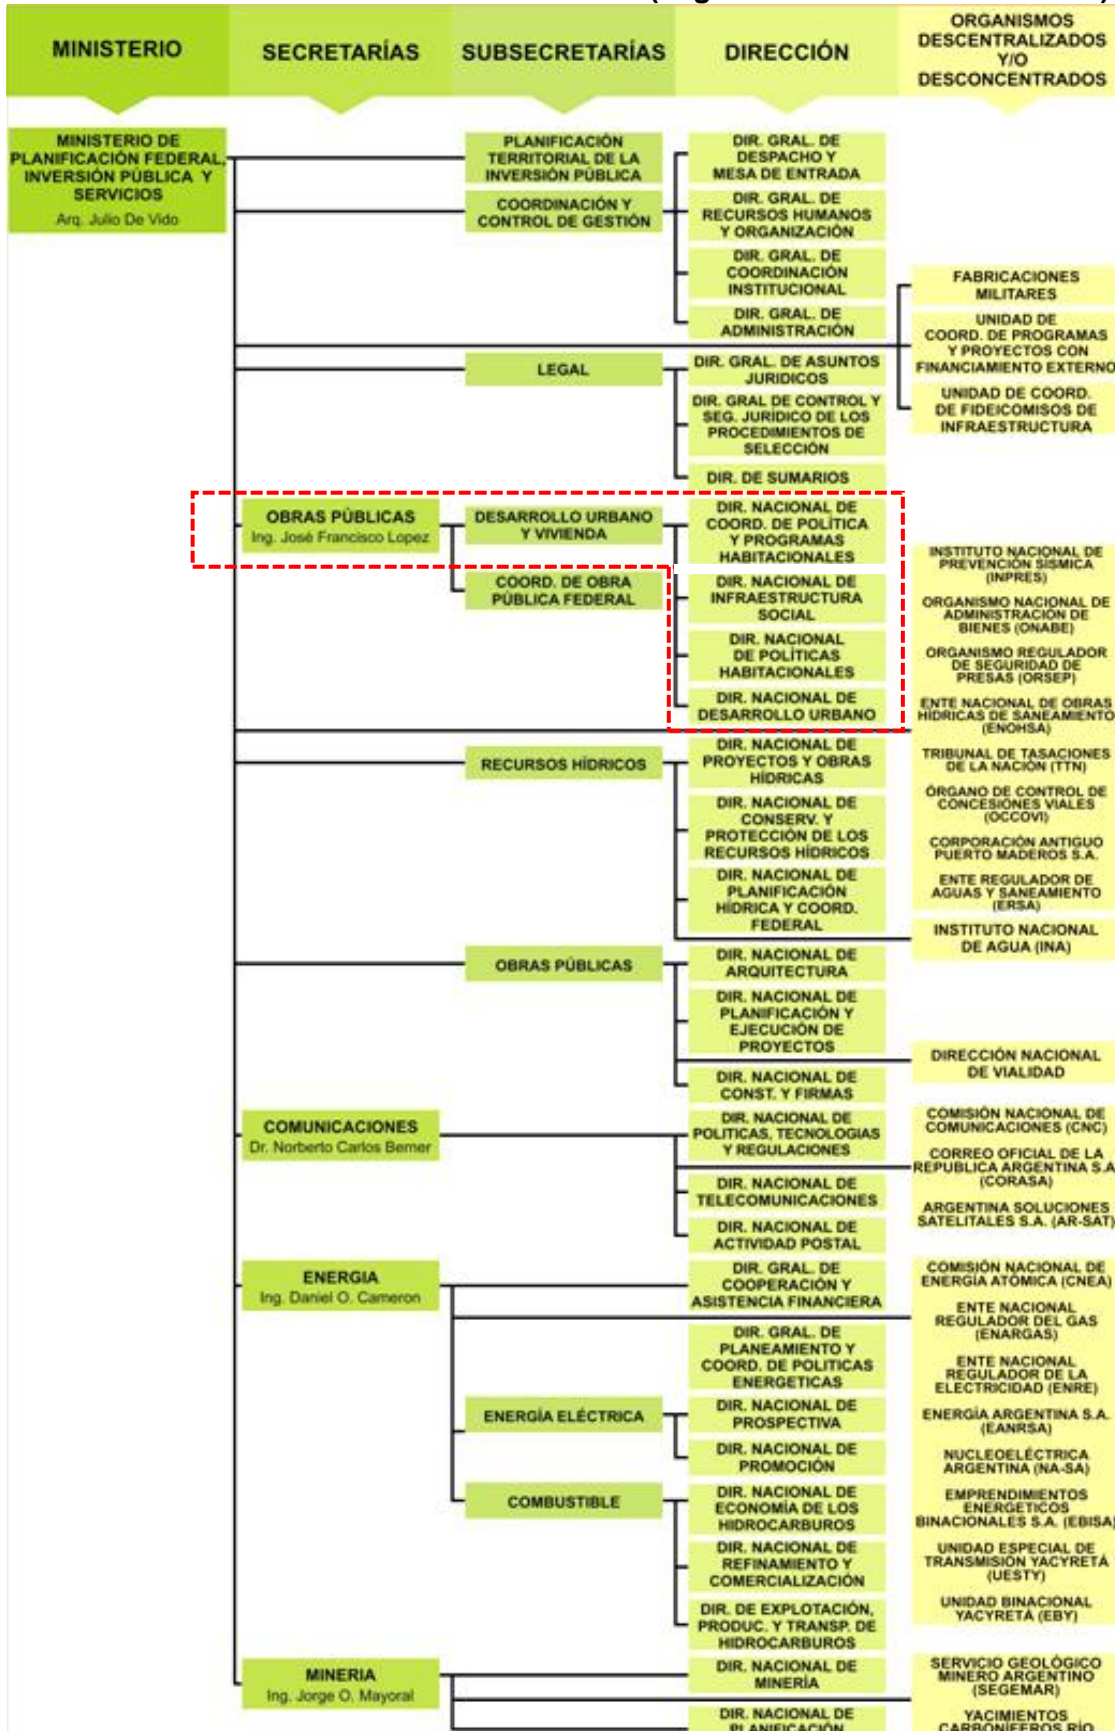 MINISTERIO
SECRETARÍAS
SUBSECRETARÍAS
DIRECCIÓN
ORGANISMOS
DESCENTRALIZADOS
Y/O
DESCONCENTRADOS
MINISTERIO DE
PLANIFICACIÓN FEDERAL,
INVERSIÓN PÚBLICA Y
SERVICIOS
Arq. Julio De Vido
PLANIFICACIÓN
TERRITORIAL DE LA
INVERSIÓN PÚBLICA
COORDINACIÓN Y
CONTROL DE GESTIÓN
DIR. GRAL. DE
DESPACHO Y
MESA DE ENTRADA
DIR. GRAL. DE
RECURSOS HUMANOS
Y ORGANIZACIÓN
DIR. GRAL. DE
COORDINACIÓN
INSTITUCIONAL
DIR. GRAL. DE
ADMINISTRACIÓN
FABRICACIONES
MILITARES
UNIDAD DE
COORD. DE PROGRAMAS
Y PROYECTOS CON
FINANCIAMIENTO EXTERNO
UNIDAD DE COORD.
DE FIDEICOMISOS DE
INFRAESTRUCTURA
LEGAL
DIR. GRAL. DE ASUNTOS
JURIDICOS
DIR. GRAL DE CONTROL Y
SEG. JURÍDICO DE LOS
PROCEDIMIENTOS DE
SELECCIÓN
DIR. DE SUMARIOS
OBRAS PÚBLICAS
Ing. José Francisco Lopez
DESARROLLO URBANO
Y VIVIENDA
COORD. DE OBRA
PÚBLICA FEDERAL
DIR. NACIONAL DE
COORD. DE POLÍTICA
Y PROGRAMAS
HABITACIONALES
DIR. NACIONAL DE
INFRAESTRUCTURA
SOCIAL
DIR. NACIONAL
DE POLÍTICAS
HABITACIONALES
DIR. NACIONAL DE
DESARROLLO URBANO
INSTITUTO NACIONAL DE
PREVENCIÓN SÍSMICA
(INPRES)
ORGANISMO NACIONAL DE
ADMINISTRACIÓN DE
BIENES (ONABE)
ORGANISMO REGULADOR
DE SEGURIDAD DE
PRESAS (ORSEP)
ENTE NACIONAL DE OBRAS
HÍDRICAS DE SANEAMIENTO
(ENOHSA)
TRIBUNAL DE TASACIONES
DE LA NACIÓN (TTN)
ÓRGANO DE CONTROL DE
CONCESIONES VIALES
(OCCOVI)
CORPORACIÓN ANTIGUO
PUERTO MADEROS S.A.
ENTE REGULADOR DE
AGUAS Y SANEAMIENTO
(ERSA)
RECURSOS HÍDRICOS
DIR. NACIONAL DE
PROYECTOS Y OBRAS
HÍDRICAS
DIR. NACIONAL DE
CONSERV. Y
PROTECCIÓN DE LOS
RECURSOS HÍDRICOS
DIR. NACIONAL DE
PLANIFICACIÓN
HÍDRICA Y COORD.
FEDERAL
INSTITUTO NACIONAL
DE AGUA (INA)
OBRAS PÚBLICAS
DIR. NACIONAL DE
ARQUITECTURA
DIR. NACIONAL DE
PLANIFICACIÓN Y
EJECUCIÓN DE
PROYECTOS
DIR. NACIONAL DE
CONST. Y FIRMAS
DIRECCIÓN NACIONAL
DE VIALIDAD
COMUNICACIONES
Dr. Norberto Carlos Berner
DIR. NACIONAL DE
POLITICAS, TECNOLOGIAS
Y REGULACIONES
DIR. NACIONAL DE
TELECOMUNICACIONES
DIR. NACIONAL DE
ACTIVIDAD POSTAL
COMISIÓN NACIONAL DE
COMUNICACIONES (CNC)
CORREO OFICIAL DE LA
REPUBLICA ARGENTINA S.A
(CORASA)
ARGENTINA SOLUCIONES
SATELITALES S.A. (AR-SAT)
ENERGIA
Ing. Daniel O. Cameron
DIR. GRAL. DE
COOPERACIÓN Y
ASISTENCIA FINANCIERA
DIR. GRAL. DE
PLANEAMIENTO Y
COORD. DE POLITICAS
ENERGETICAS
ENERGÍA ELÉCTRICA
DIR. NACIONAL DE
PROSPECTIVA
DIR. NACIONAL DE
PROMOCIÓN
COMBUSTIBLE
DIR. NACIONAL DE
ECONOMÍA DE LOS
HIDROCARBUROS
DIR. NACIONAL DE
REFINAMIENTO Y
COMERCIALIZACIÓN
DIR. DE EXPLOTACIÓN,
PRODUC. Y TRANSP. DE
HIDROCARBUROS
COMISIÓN NACIONAL DE
ENERGÍA ATÓMICA (CNEA)
ENTE NACIONAL
REGULADOR DEL GAS
(ENARGAS)
ENTE NACIONAL
REGULADOR DE LA
ELECTRICIDAD (ENRE)
ENERGÍA ARGENTINA S.A.
(EANRSA)
NUCLEOELÉCTRICA
ARGENTINA (NA-SA)
EMPRENDIMIENTOS
ENERGETICOS
BINACIONALES S.A. (EBISA)
UNIDAD ESPECIAL DE
TRANSMISIÓN YACYRETÁ
(UESTY)
UNIDAD BINACIONAL
YACYRETÁ (EBY)
MINERIA
Ing. Jorge O. Mayoral
DIR. NACIONAL DE
MINERÍA
DIR. NACIONAL DE
PLANIFICACIÓN
SERVICIO GEOLÓGICO
MINERO ARGENTINO
(SEGEMAR)
YACIMIENTOS
CARBONÍFEROS RÍO